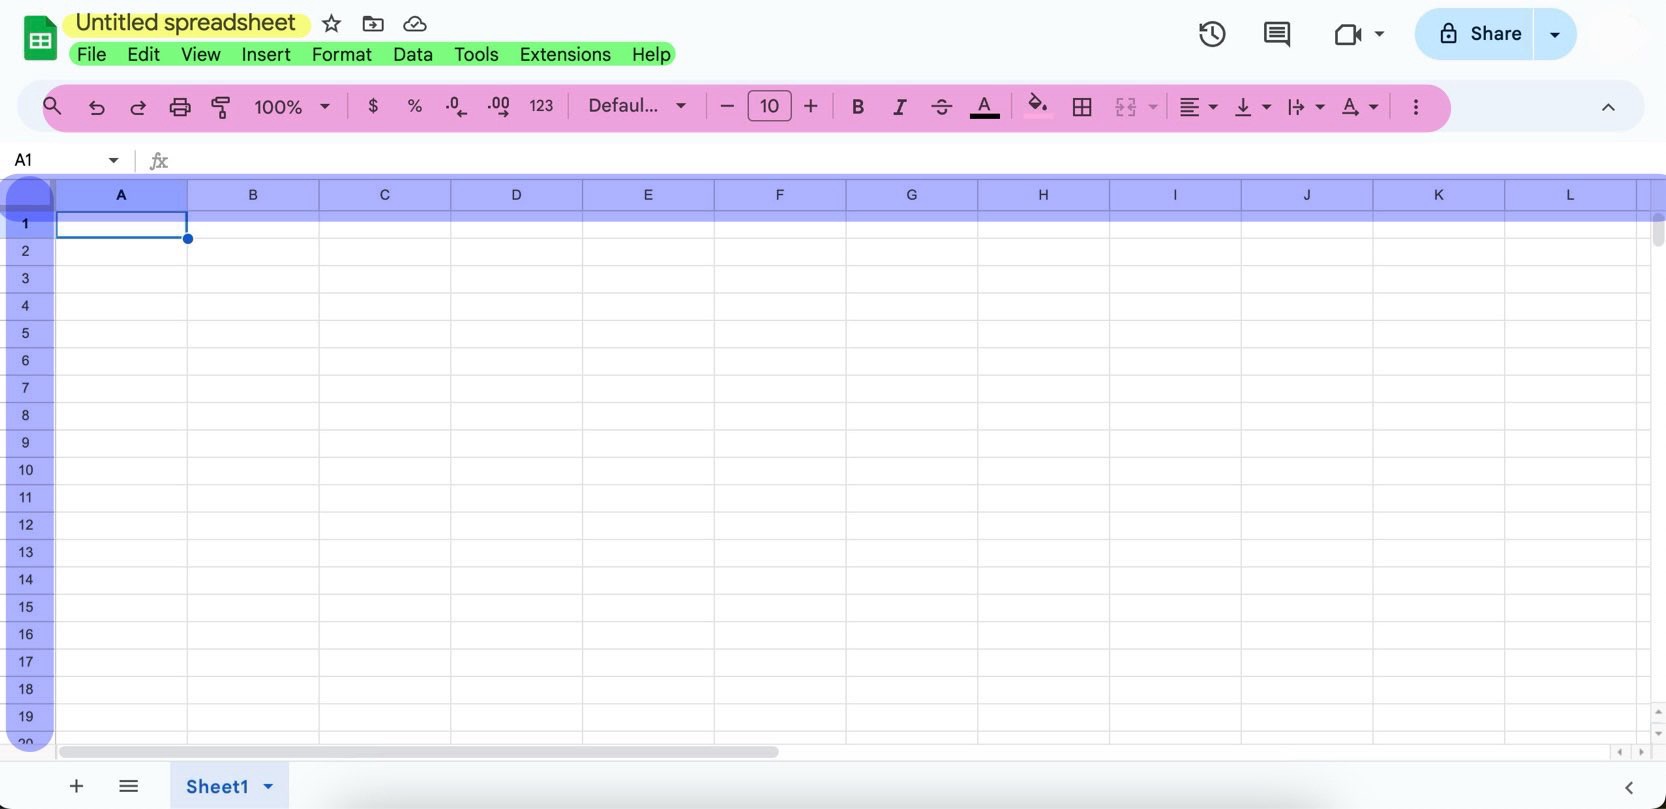 Untitled spreadsheet
File Edit View Insert Format Data Tools Extensions Help
Share
100% $ % .0 .00 123 Defaul... 10 B I A A
A1 fx
A B C D E F G H I J K L
1
2
3
4
5
6
7
8
9
10
11
12
13
14
15
16
17
18
19
20
Sheet1